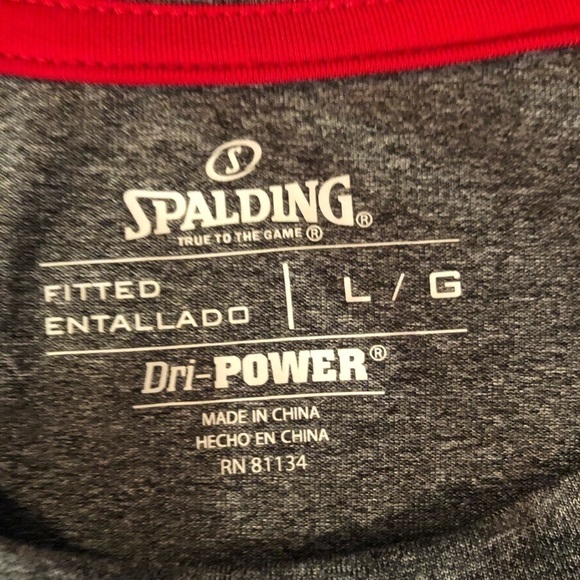 S
SPALDING®
TRUE TO THE GAME®
FITTED
ENTALLADO
L / G
Dri-POWER®
MADE IN CHINA
HECHO EN CHINA
RN 81134